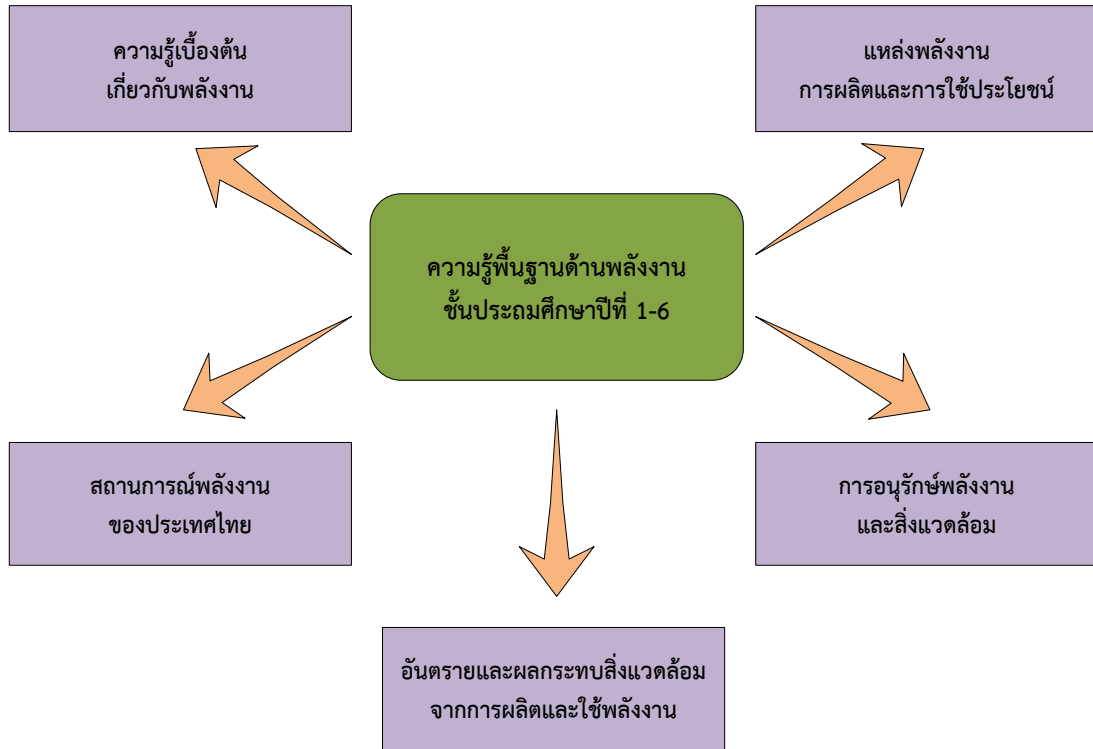 ความรู้เบื้องต้น
เกี่ยวกับพลังงาน
แหล่งพลังงาน
การผลิตและการใช้ประโยชน์
ความรู้พื้นฐานด้านพลังงาน
ชั้นประถมศึกษาปีที่ 1-6
สถานการณ์พลังงาน
ของประเทศไทย
การอนุรักษ์พลังงาน
และสิ่งแวดล้อม
อันตรายและผลกระทบสิ่งแวดล้อม
จากการผลิตและใช้พลังงาน